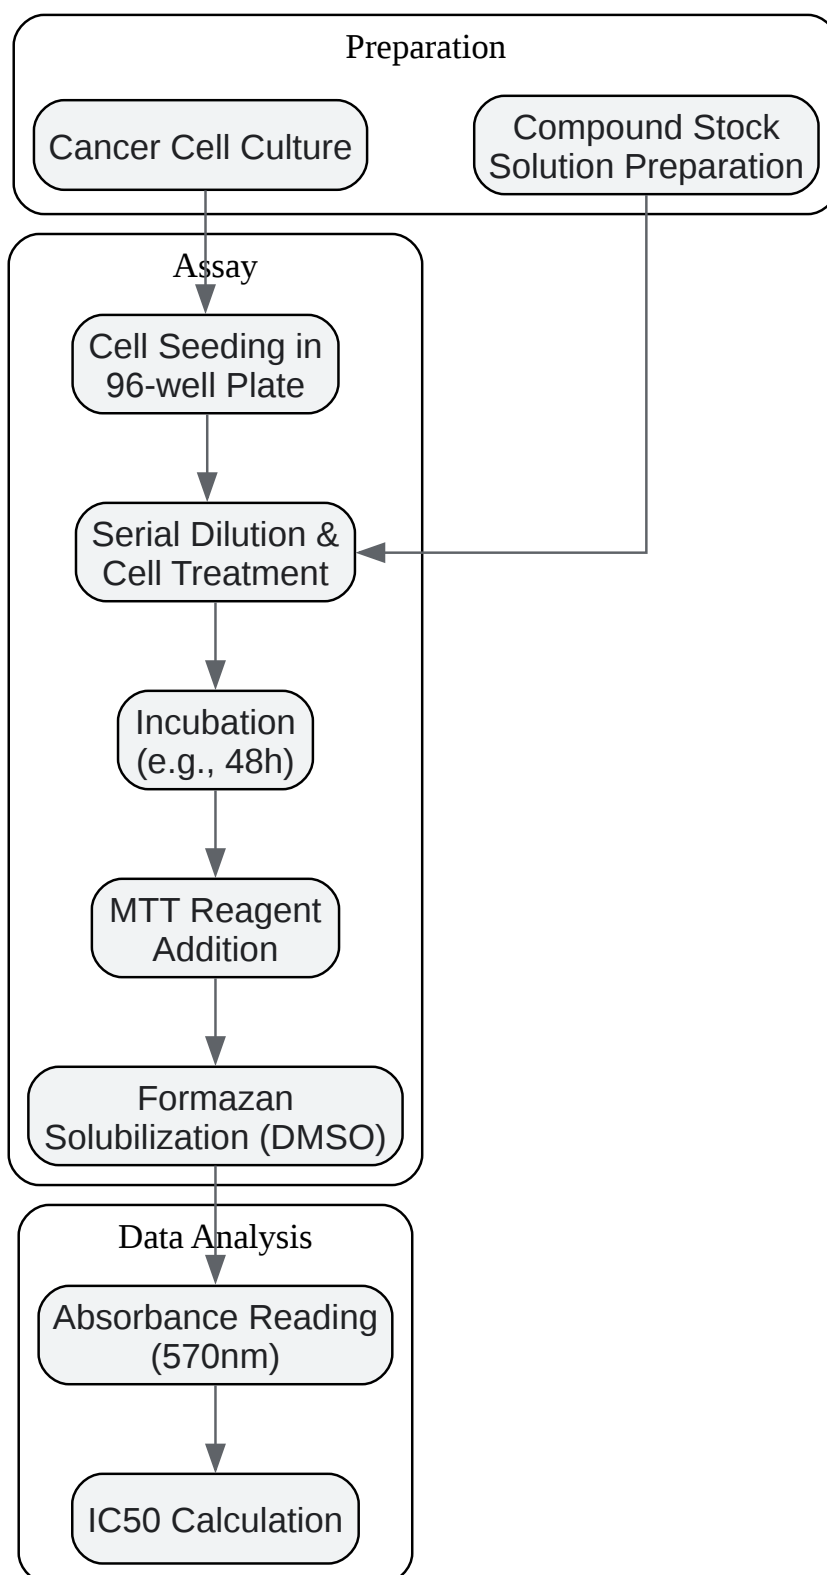 Preparation
Cancer Cell Culture
Compound Stock
Solution Preparation
Assay
Cell Seeding in
96-well Plate
Serial Dilution &
Cell Treatment
Incubation
(e.g., 48h)
MTT Reagent
Addition
Formazan
Solubilization (DMSO)
Data Analysis
Absorbance Reading
(570nm)
IC50 Calculation